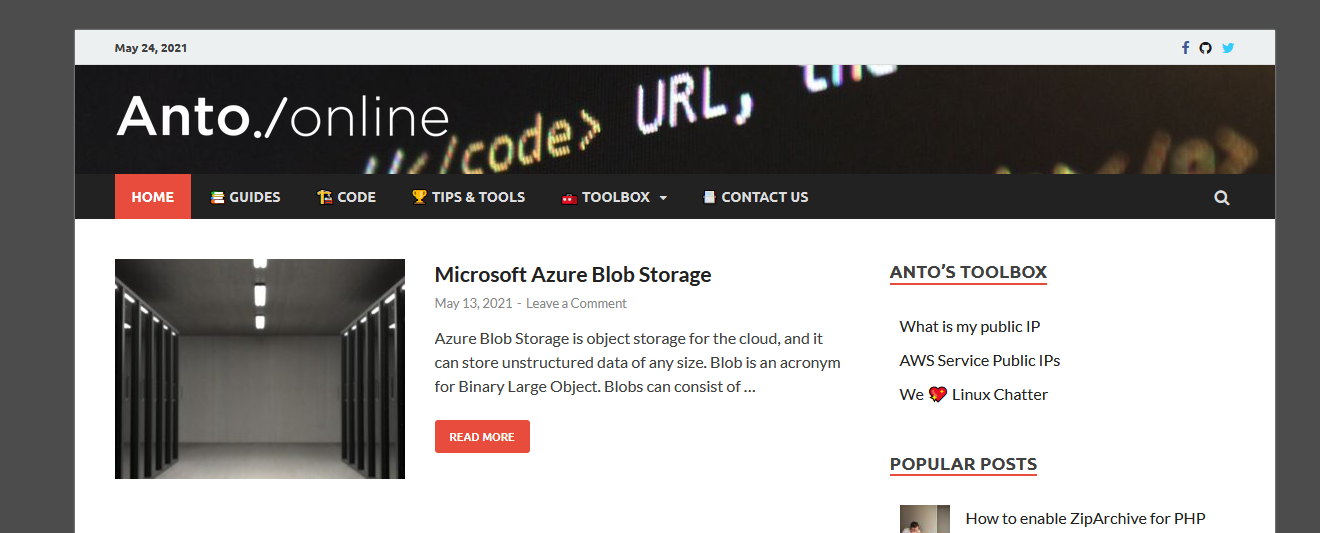 May 24, 2021
Anto./online
</code>
URL,
HOME
GUIDES
CODE
TIPS & TOOLS
TOOLBOX
CONTACT US
Microsoft Azure Blob Storage
May 13, 2021 - Leave a Comment
Azure Blob Storage is object storage for the cloud, and it
can store unstructured data of any size. Blob is an acronym
for Binary Large Object. Blobs can consist of …
READ MORE
ANTO’S TOOLBOX
What is my public IP
AWS Service Public IPs
We 💖 Linux Chatter
POPULAR POSTS
How to enable ZipArchive for PHP